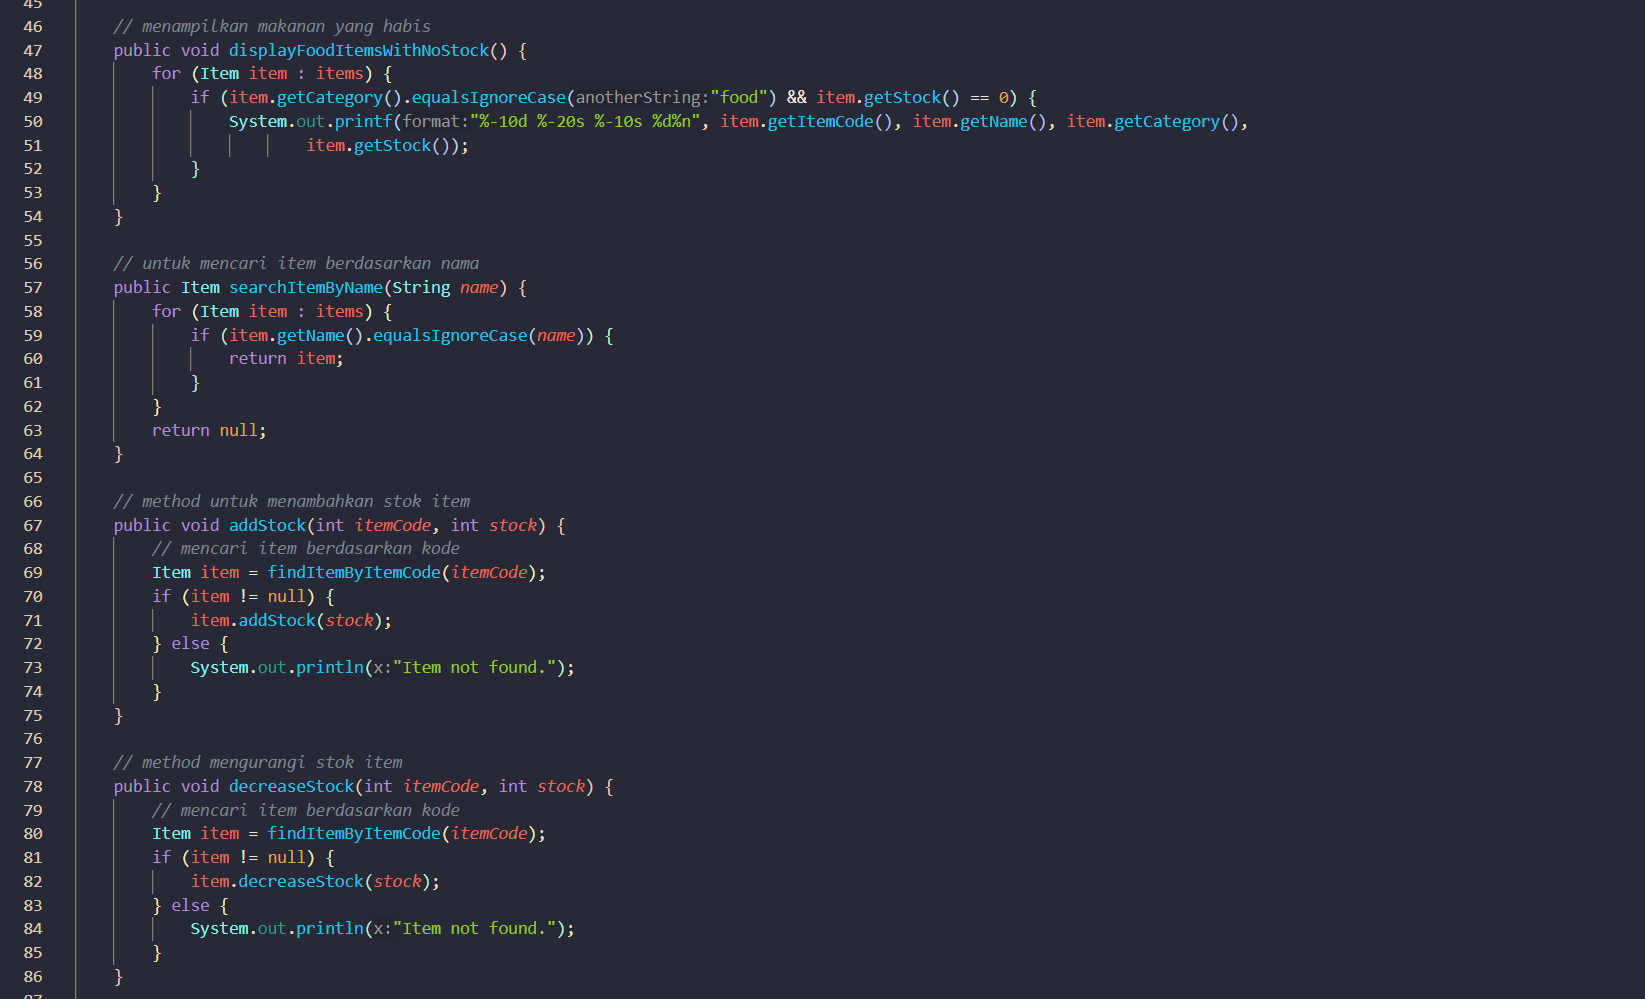 45
46 // menampilkan makanan yang habis
47 public void displayFoodItemsWithNoStock() {
48 for (Item item : items) {
49 if (item.getCategory().equalsIgnoreCase(anotherString:"food") && item.getStock() == 0) {
50 System.out.printf(format:"%-10d %-20s %-10s %d%n", item.getItemCode(), item.getName(), item.getCategory(),
51 item.getStock());
52 }
53 }
54 }
55
56 // untuk mencari item berdasarkan nama
57 public Item searchItemByName(String name) {
58 for (Item item : items) {
59 if (item.getName().equalsIgnoreCase(name)) {
60 return item;
61 }
62 }
63 return null;
64 }
65
66 // method untuk menambahkan stok item
67 public void addStock(int itemCode, int stock) {
68 // mencari item berdasarkan kode
69 Item item = findItemByItemCode(itemCode);
70 if (item != null) {
71 item.addStock(stock);
72 } else {
73 System.out.println(x:"Item not found.");
74 }
75 }
76
77 // method mengurangi stok item
78 public void decreaseStock(int itemCode, int stock) {
79 // mencari item berdasarkan kode
80 Item item = findItemByItemCode(itemCode);
81 if (item != null) {
82 item.decreaseStock(stock);
83 } else {
84 System.out.println(x:"Item not found.");
85 }
86 }
87